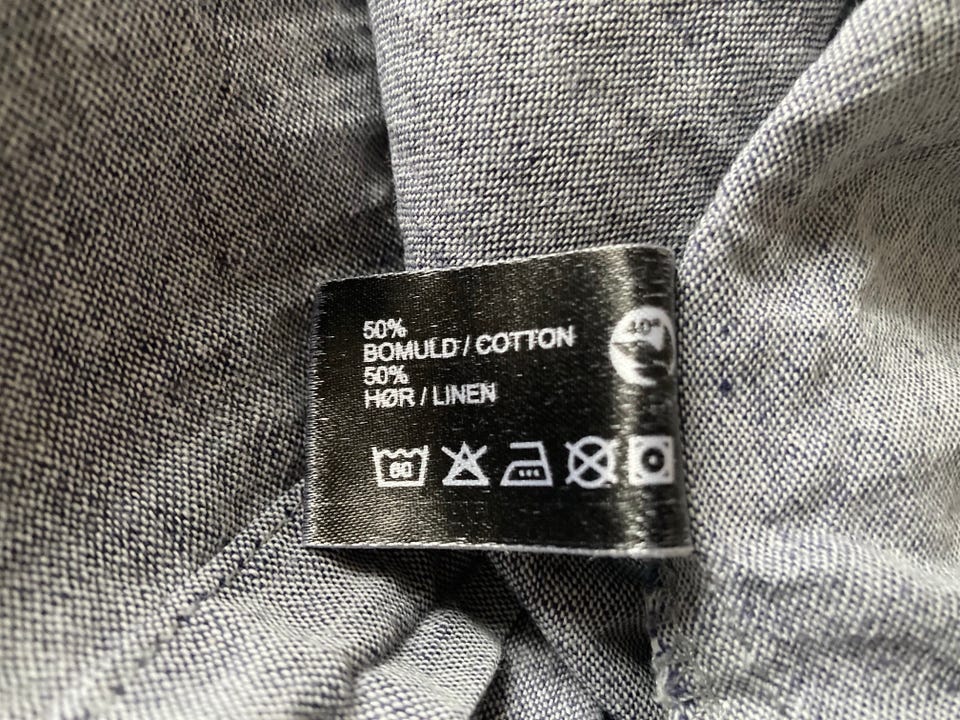 50%
BOMULD / COTTON
50%
HØR / LINEN
40°
60